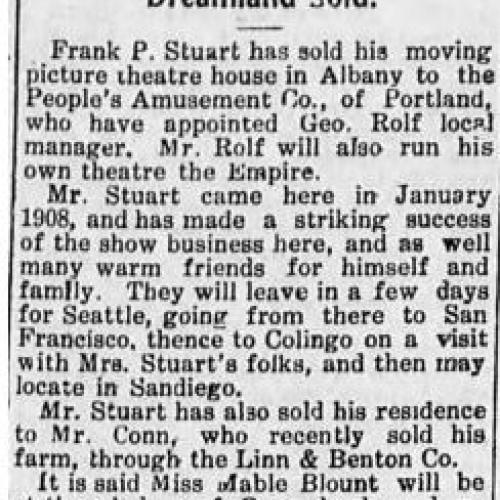 Dreamland Sold.
Frank P. Stuart has sold his moving
picture theatre house in Albany to the
People's Amusement Co., of Portland,
who have appointed Geo. Rolf local
manager. Mr. Rolf will also run his
own theatre the Empire.
Mr. Stuart came here in January
1908, and has made a striking success
of the show business here, and as well
many warm friends for himself and
family. They will leave in a few days
for Seattle, going from there to San
Francisco, thence to Colingo on a visit
with Mrs. Stuart's folks, and then may
locate in Sandiego.
Mr. Stuart has also sold his residence
to Mr. Conn, who recently sold his
farm, through the Linn & Benton Co.
It is said Miss Mable Blount will be